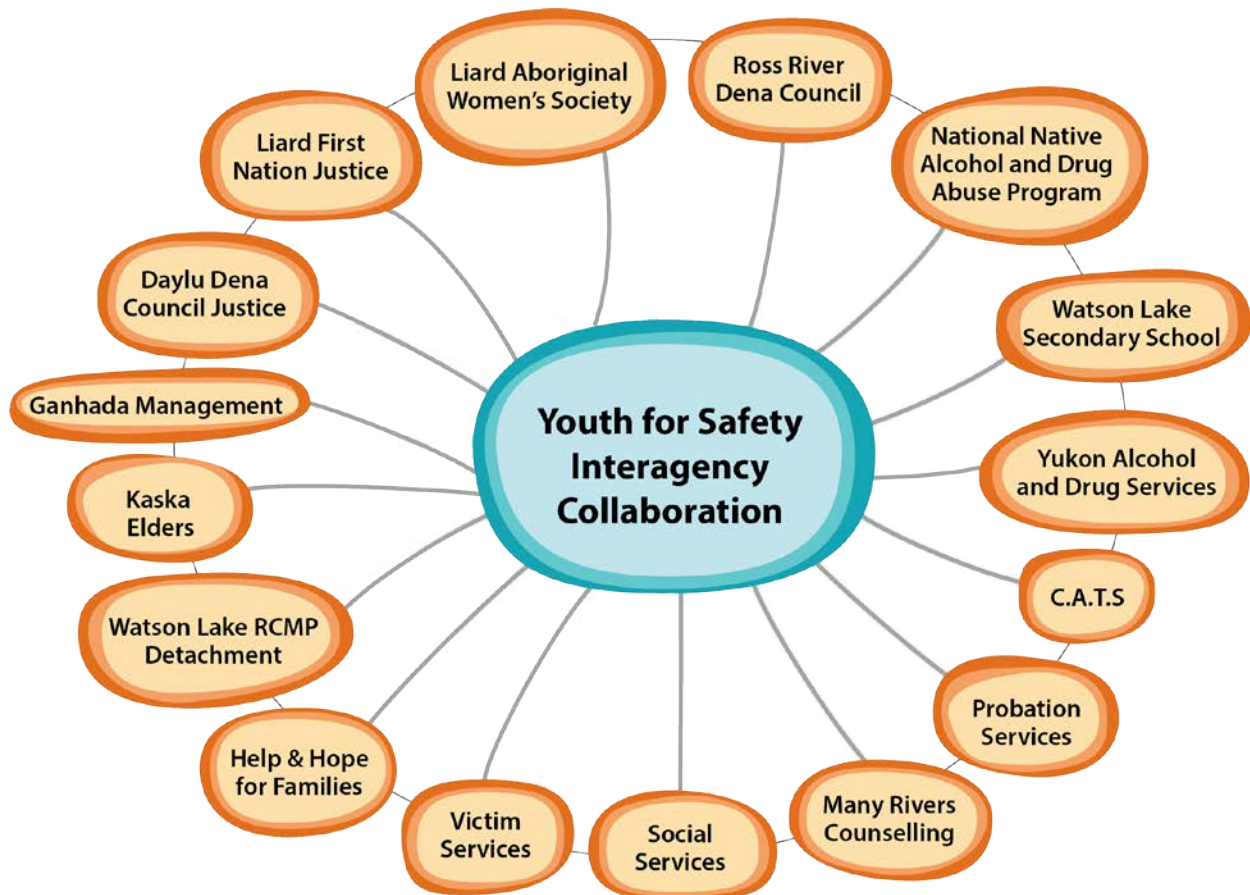 Liard Aboriginal
Women's Society
Ross River
Dena Council
National Native
Alcohol and Drug
Abuse Program
Watson Lake
Secondary School
Yukon Alcohol
and Drug Services
C.A.T.S
Probation
Services
Many Rivers
Counselling
Social
Services
Victim
Services
Help & Hope
for Families
Watson Lake RCMP
Detachment
Kaska
Elders
Ganhada Management
Daylu Dena
Council Justice
Liard First
Nation Justice
Youth for Safety
Interagency
Collaboration